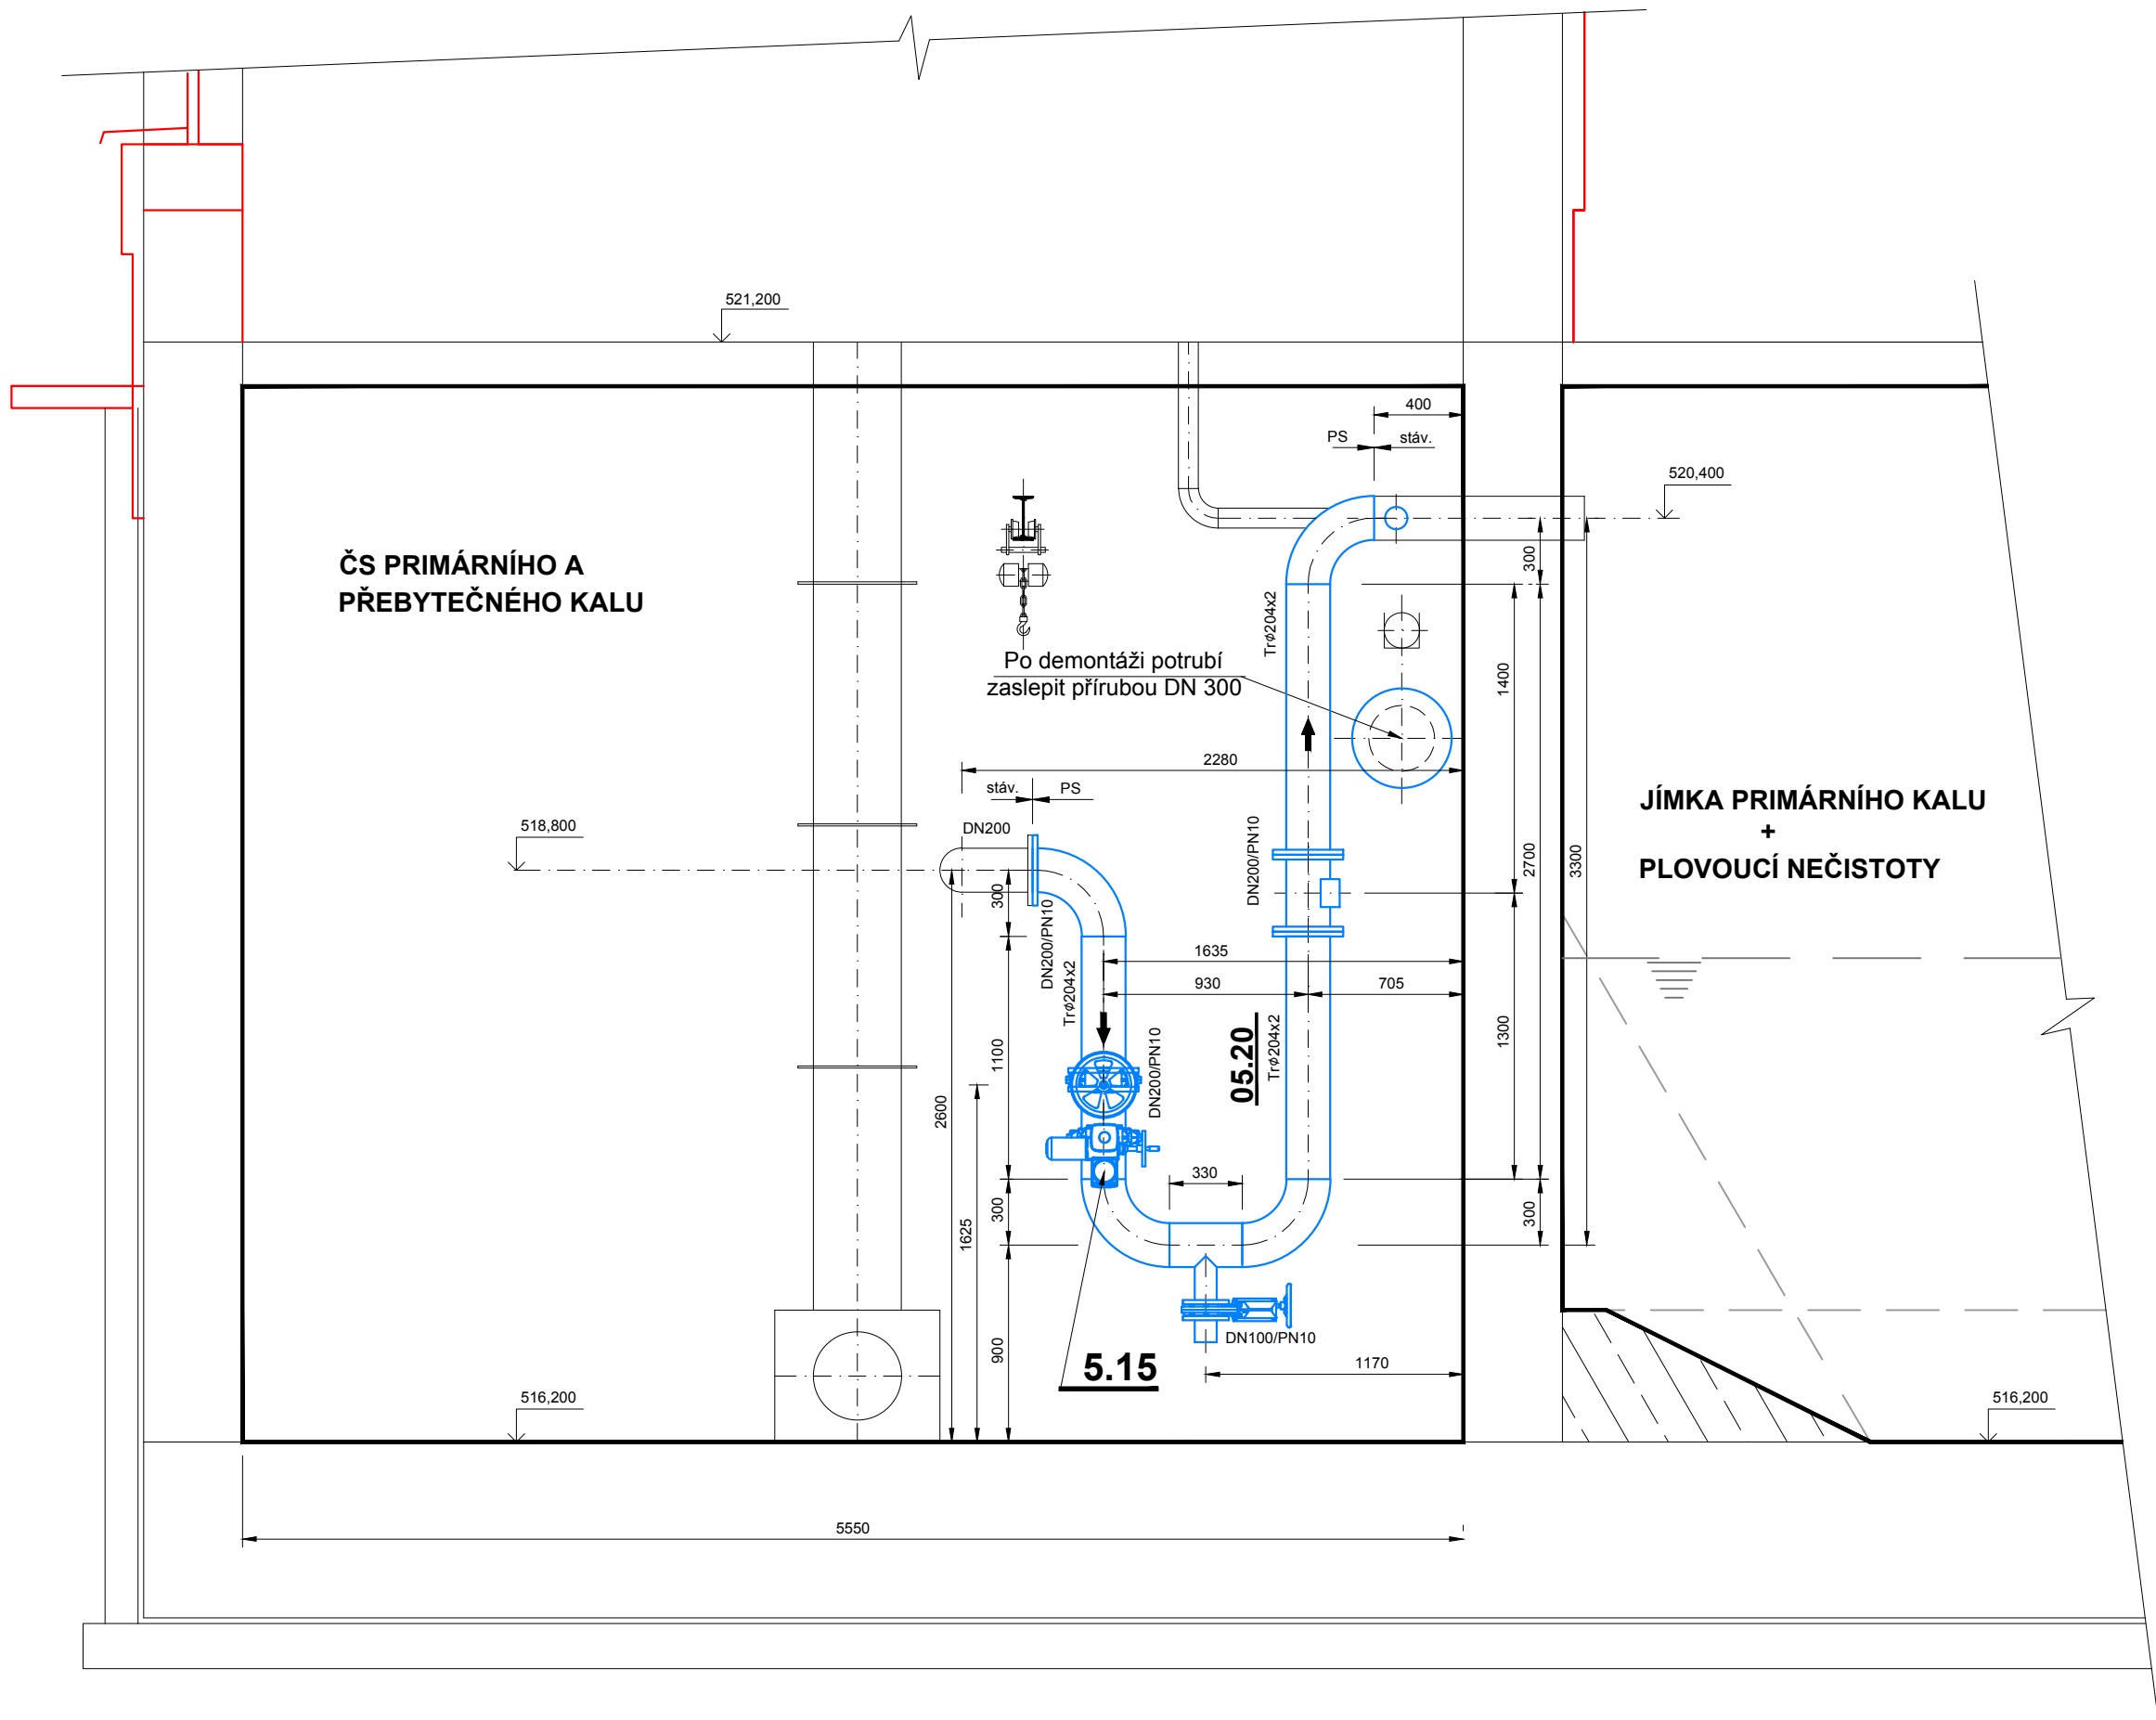 521,200
400
PS
stáv.
520,400
ČS PRIMÁRNÍHO A
PŘEBYTEČNÉHO KALU
300
Trø204x2
Po demontáži potrubí
zaslepit přírubou DN 300
1400
2280
stáv.
PS
JÍMKA PRIMÁRNÍHO KALU
+
PLOVOUCÍ NEČISTOTY
518,800
DN200
DN200/PN10
2700
3300
300
DN200/PN10
Trø204x2
1635
930
705
1300
1100
DN200/PN10
05.20
Trø204x2
2600
330
300
1625
300
900
DN100/PN10
5.15
1170
516,200
516,200
5550